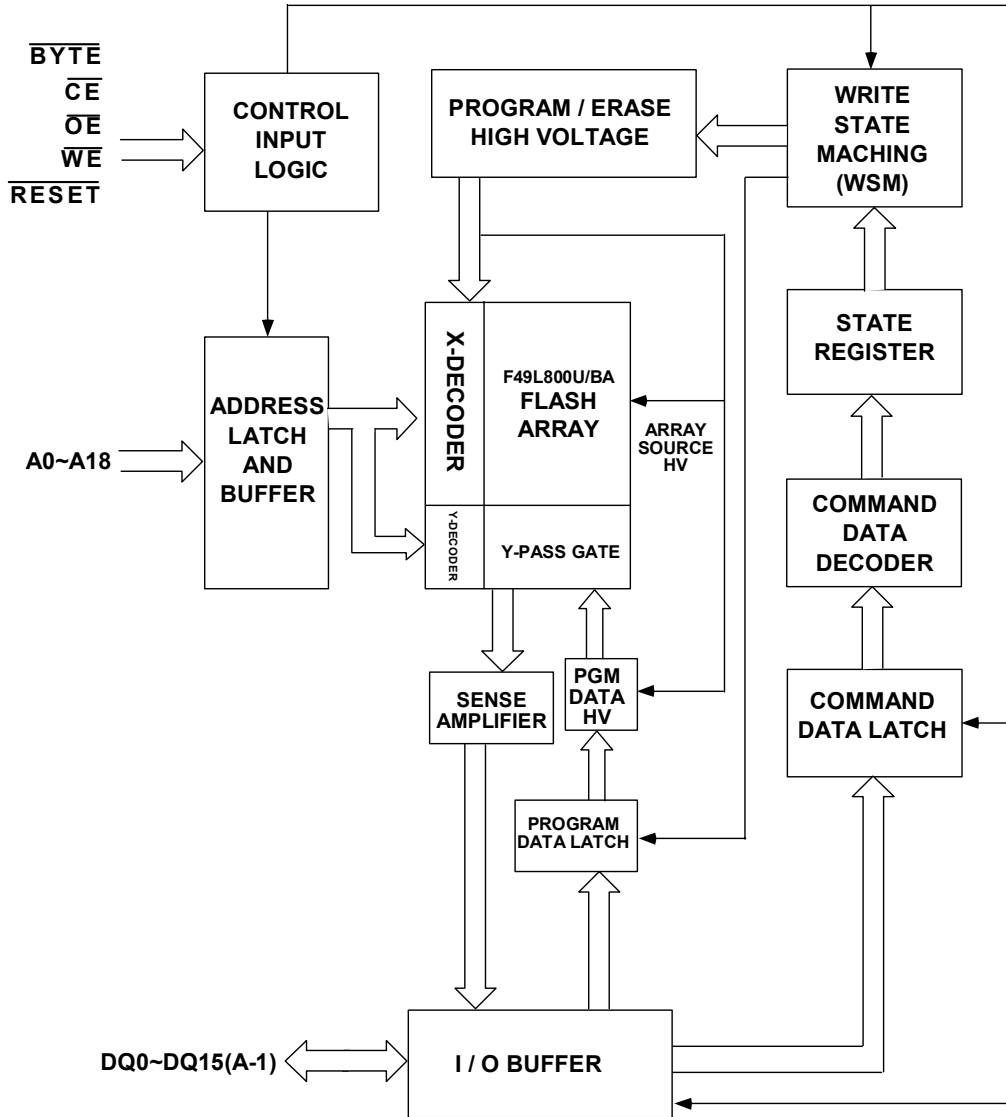 BYTE
CE
OE
WE
RESET
CONTROL
INPUT
LOGIC
PROGRAM / ERASE
HIGH VOLTAGE
WRITE
STATE
MACHING
(WSM)
STATE
REGISTER
A0~A18
ADDRESS
LATCH
AND
BUFFER
X-DECODER
F49L800U/BA
FLASH
ARRAY
ARRAY
SOURCE
HV
Y-DECODER
Y-PASS GATE
COMMAND
DATA
DECODER
SENSE
AMPLIFIER
PGM
DATA
HV
COMMAND
DATA LATCH
PROGRAM
DATA LATCH
DQ0~DQ15(A-1)
I / O BUFFER